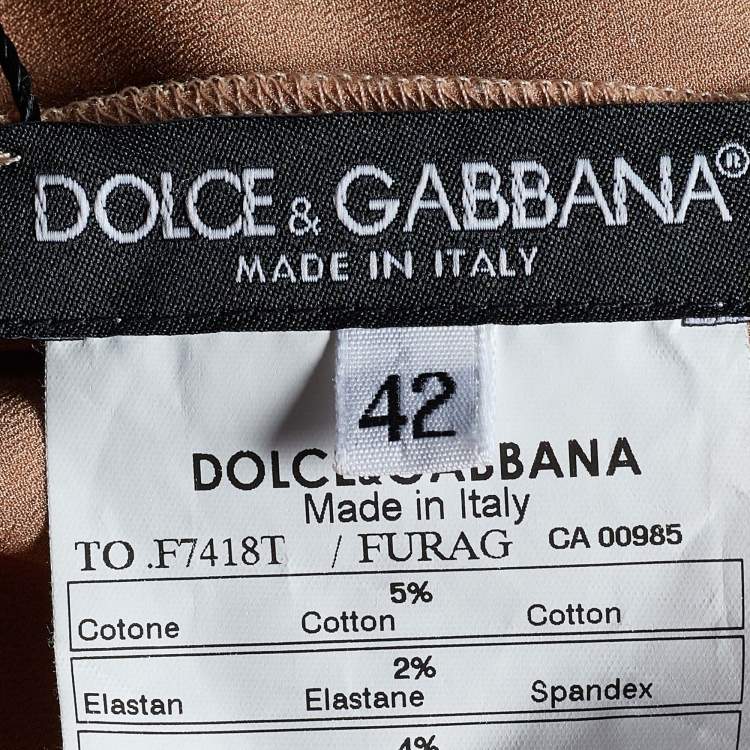 DOLCE & GABBANA®
MADE IN ITALY
42
DOLCE&GABBANA
Made in Italy
TO .F7418T / FURAG CA 00985
5%
Cotone Cotton Cotton
2%
Elastan Elastane Spandex
4%